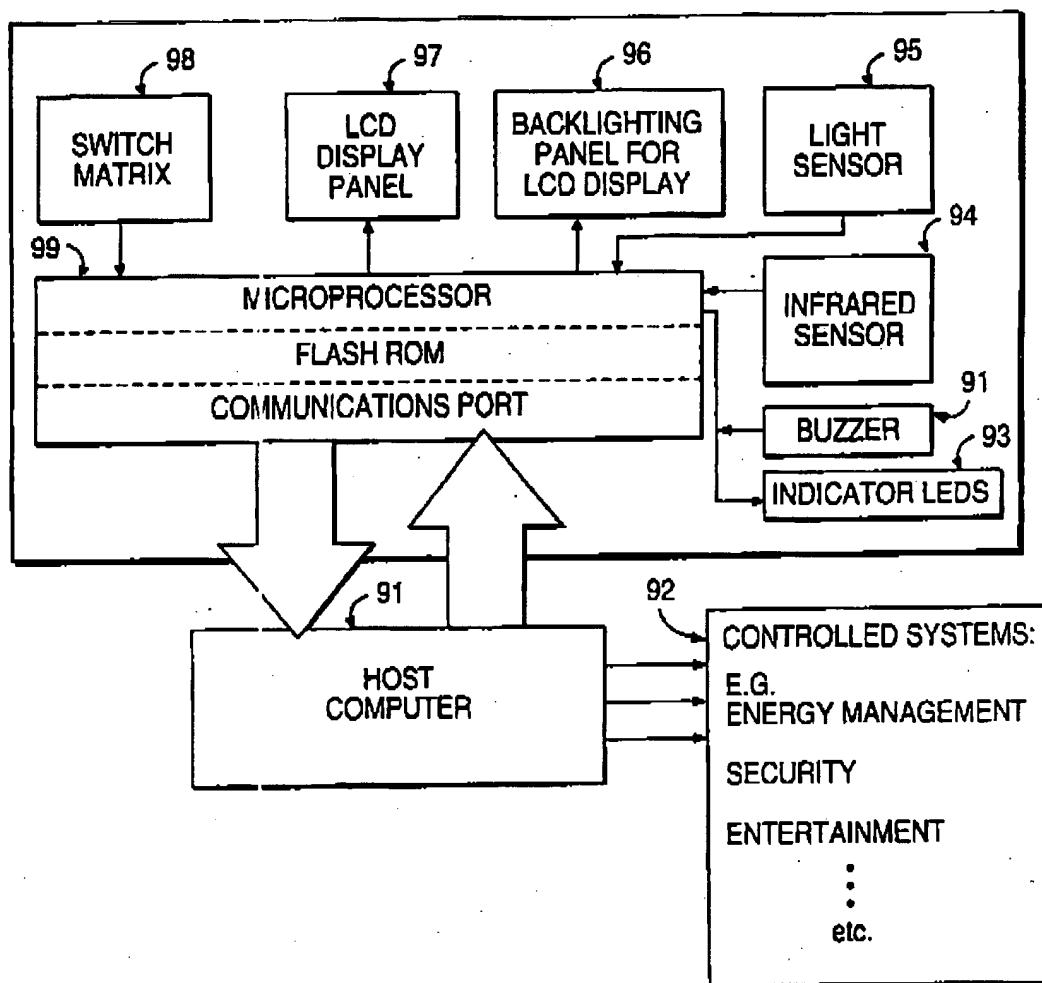 98
97
96
95
SWITCH
MATRIX
LCD
DISPLAY
PANEL
BACKLIGHTING
PANEL FOR
LCD DISPLAY
LIGHT
SENSOR
94
99
MICROPROCESSOR
FLASH ROM
COMMUNICATIONS PORT
INFRARED
SENSOR
91
BUZZER
93
INDICATOR LEDS
91
HOST
COMPUTER
92
CONTROLLED SYSTEMS:
E.G.
ENERGY MANAGEMENT
SECURITY
ENTERTAINMENT
etc.